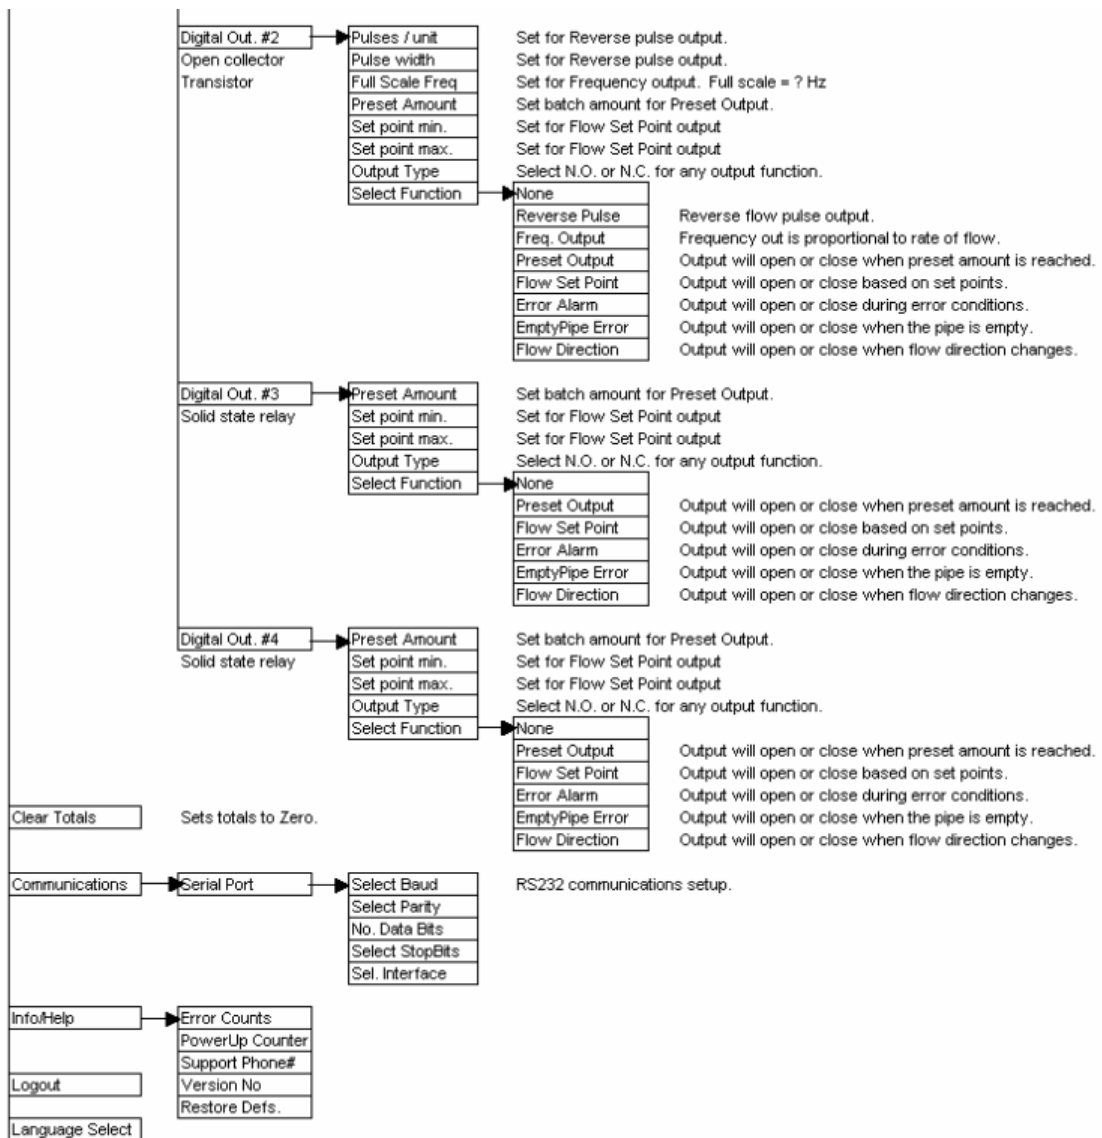 Digital Out. #2 Pulses / unit Set for Reverse pulse output.
Open collector Pulse width Set for Reverse pulse output.
Transistor Full Scale Freq Set for Frequency output. Full scale = ? Hz
Preset Amount Set batch amount for Preset Output.
Set point min. Set for Flow Set Point output
Set point max. Set for Flow Set Point output
Output Type Select N.O. or N.C. for any output function.
Select Function None
Reverse Pulse Reverse flow pulse output.
Freq. Output Frequency out is proportional to rate of flow.
Preset Output Output will open or close when preset amount is reached.
Flow Set Point Output will open or close based on set points.
Error Alarm Output will open or close during error conditions.
EmptyPipe Error Output will open or close when the pipe is empty.
Flow Direction Output will open or close when flow direction changes.
Digital Out. #3 Preset Amount Set batch amount for Preset Output.
Solid state relay Set point min. Set for Flow Set Point output
Set point max. Set for Flow Set Point output
Output Type Select N.O. or N.C. for any output function.
Select Function None
Preset Output Output will open or close when preset amount is reached.
Flow Set Point Output will open or close based on set points.
Error Alarm Output will open or close during error conditions.
EmptyPipe Error Output will open or close when the pipe is empty.
Flow Direction Output will open or close when flow direction changes.
Digital Out. #4 Preset Amount Set batch amount for Preset Output.
Solid state relay Set point min. Set for Flow Set Point output
Set point max. Set for Flow Set Point output
Output Type Select N.O. or N.C. for any output function.
Select Function None
Preset Output Output will open or close when preset amount is reached.
Flow Set Point Output will open or close based on set points.
Error Alarm Output will open or close during error conditions.
Clear Totals Sets totals to Zero. EmptyPipe Error Output will open or close when the pipe is empty.
Flow Direction Output will open or close when flow direction changes.
Communications Serial Port Select Baud RS232 communications setup.
Select Parity
No. Data Bits
Select StopBits
Sel. Interface
Info/Help Error Counts
PowerUp Counter
Support Phone#
Logout Version No
Restore Defs.
Language Select